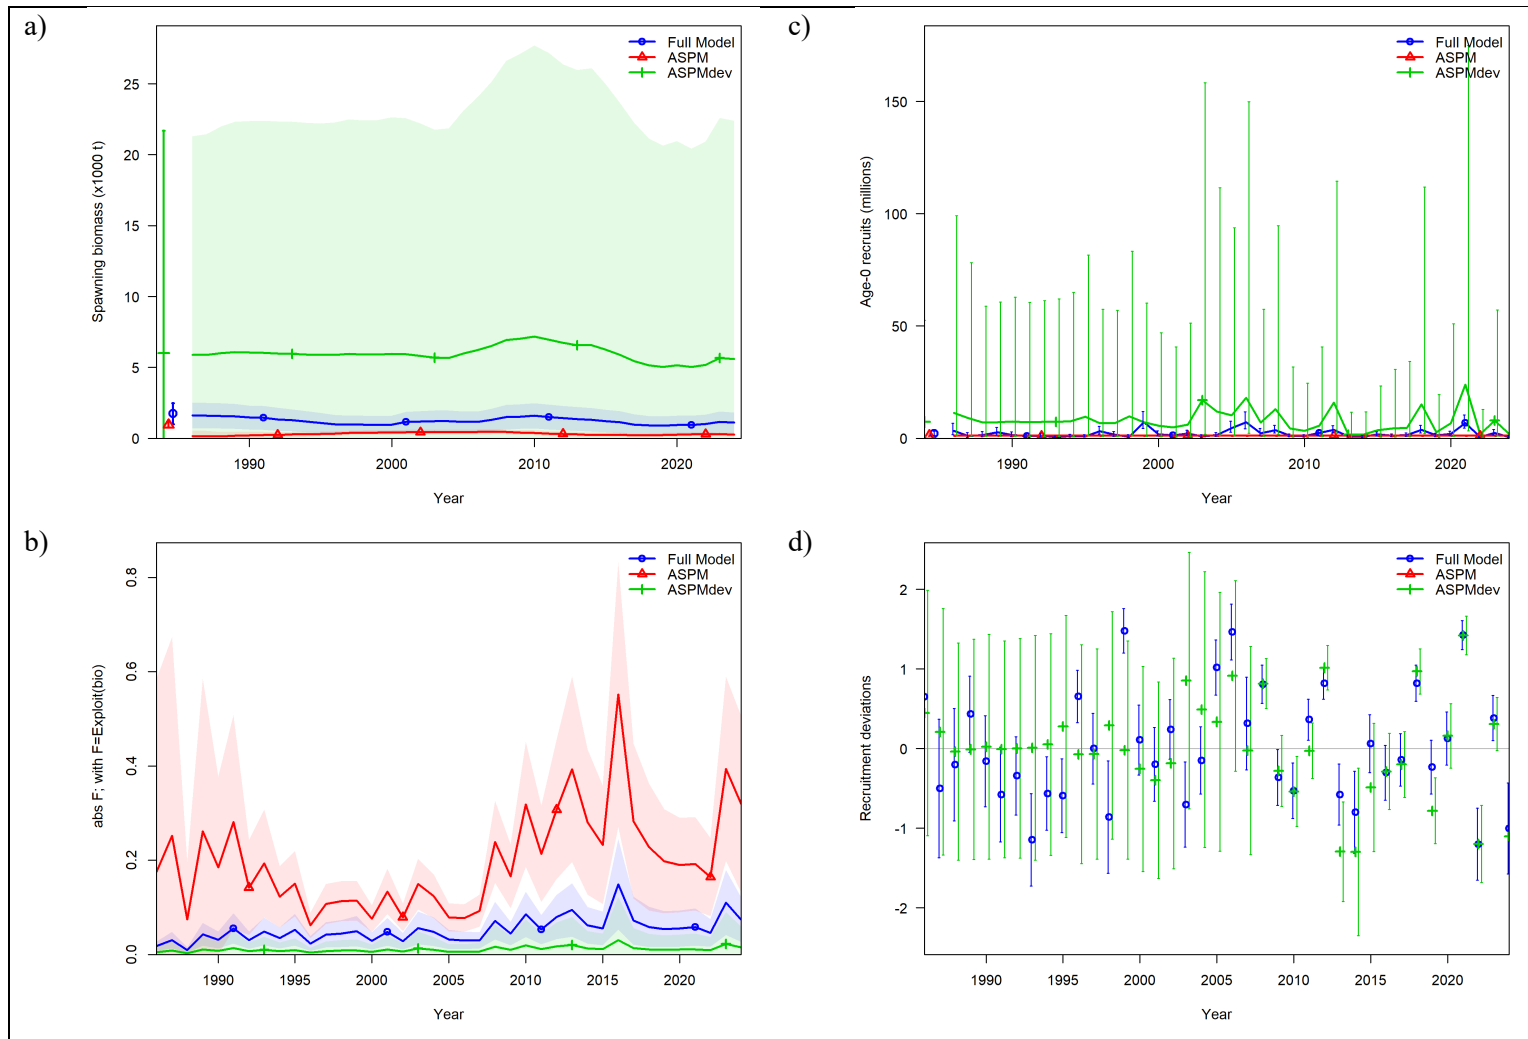 a)
Full Model
ASPM
ASPMdev
Spawning biomass (x1000 t)
25
20
15
10
5
0
1990
2000
2010
2020
Year
c)
Full Model
ASPM
ASPMdev
Age-0 recruits (millions)
150
100
50
0
1990
2000
2010
2020
Year
b)
Full Model
ASPM
ASPMdev
abs F; with F=Exploit(bio)
0.8
0.6
0.4
0.2
0.0
1990
1995
2000
2005
2010
2015
2020
Year
d)
Full Model
ASPM
ASPMdev
Recruitment deviations
2
1
0
-1
-2
1990
1995
2000
2005
2010
2015
2020
Year